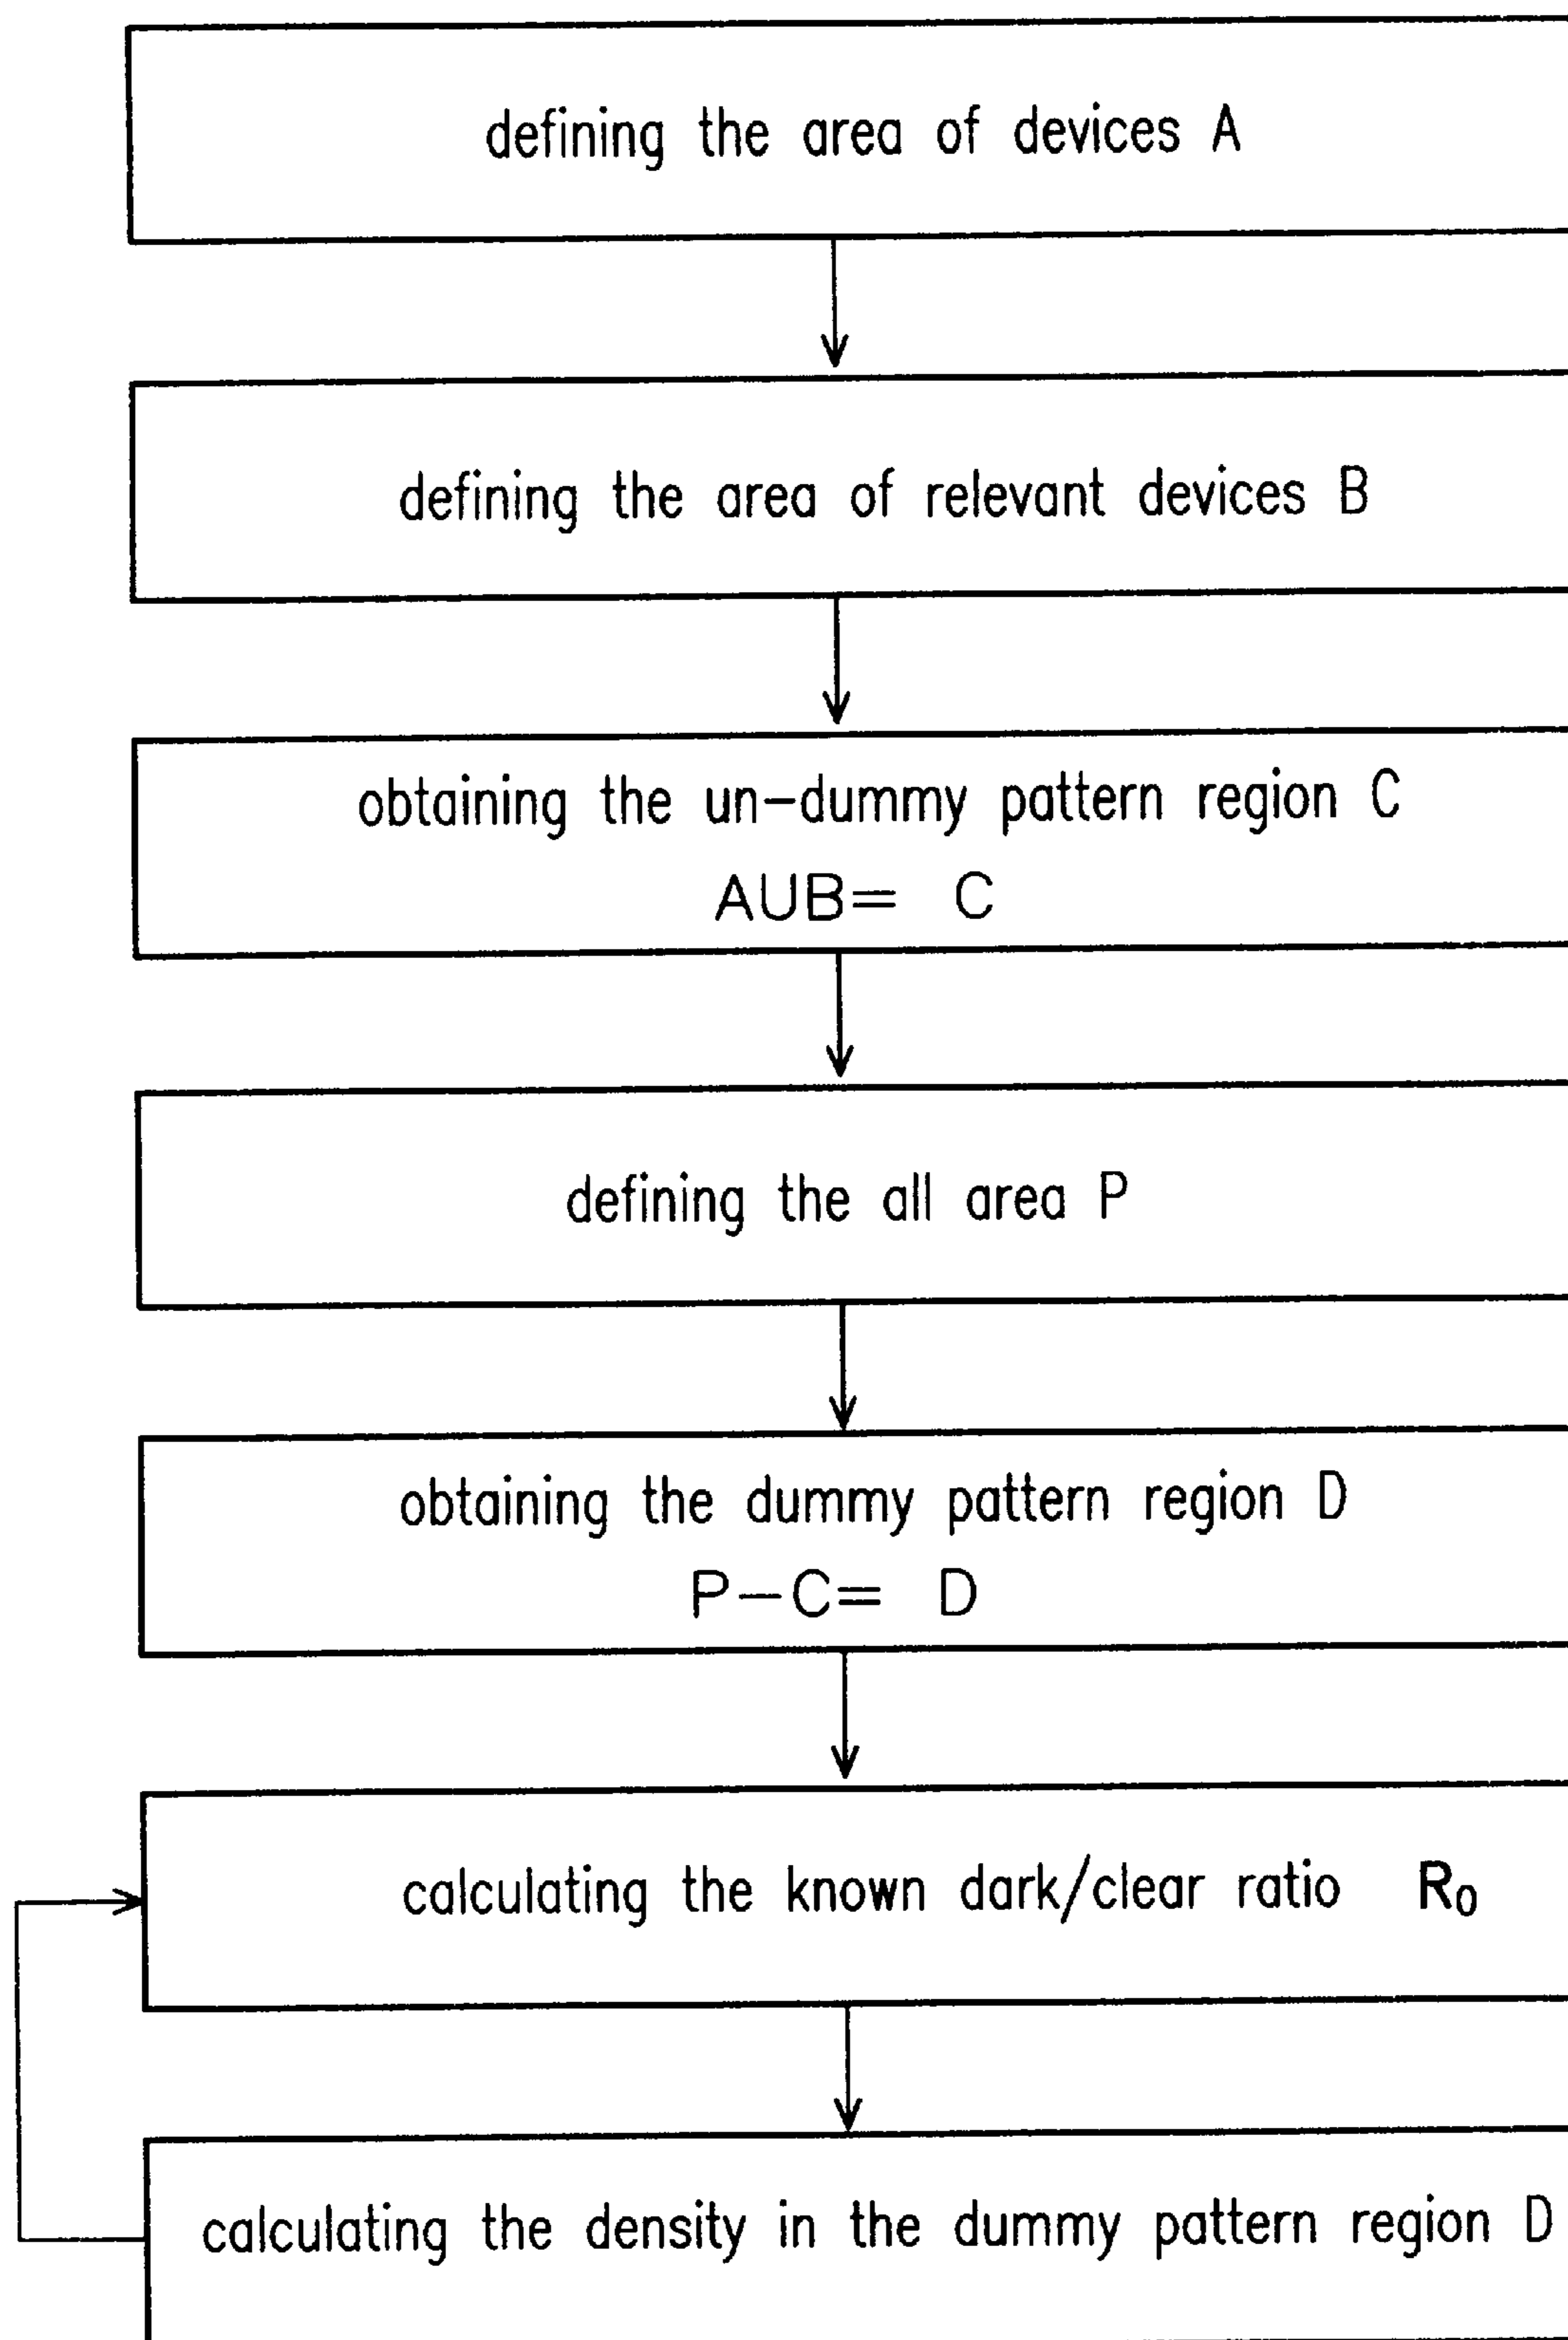 defining the area of devices A
defining the area of relevant devices B
obtaining the un-dummy pattern region C
AUB= C
defining the all area P
obtaining the dummy pattern region D
P-C= D
calculating the known dark/clear ratio R₀
calculating the density in the dummy pattern region D